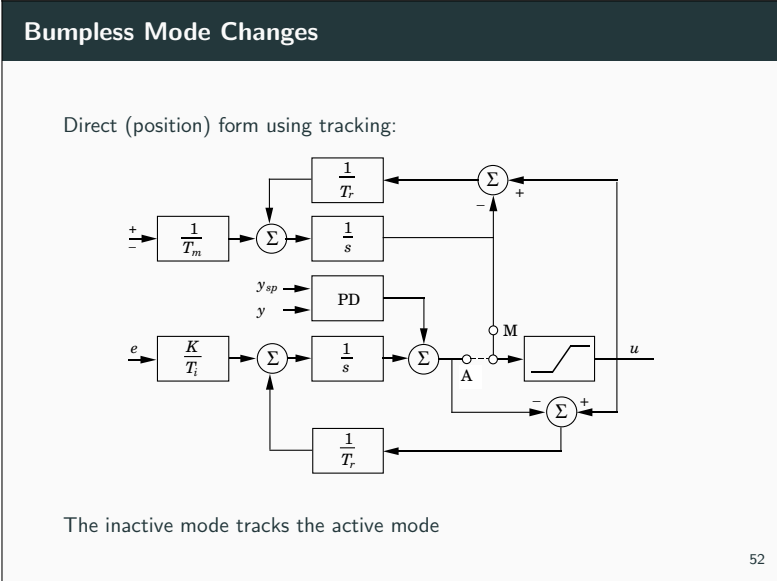 Bumpless Mode Changes
Direct (position) form using tracking:
1
T_r
Σ
−
+
+
−
1
T_m
Σ
1
s
y_sp
y
PD
M
e
K
T_i
Σ
1
s
Σ
A
u
−
Σ
+
1
T_r
The inactive mode tracks the active mode
52